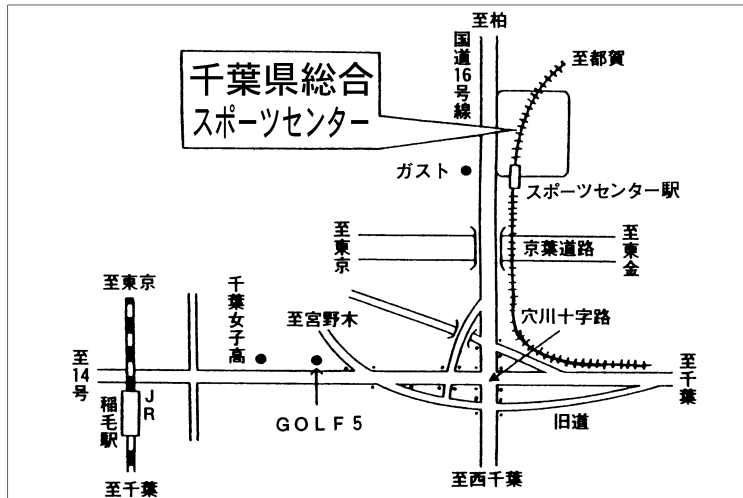 至柏
国道16号線
至都賀
千葉県総合
スポーツセンター
ガスト
スポーツセンター駅
至東京
京葉道路
至東金
至東京
千葉女子高
至宮野木
穴川十字路
至14号
至千葉
JR
稲毛駅
GOLF5
旧道
至千葉
至西千葉